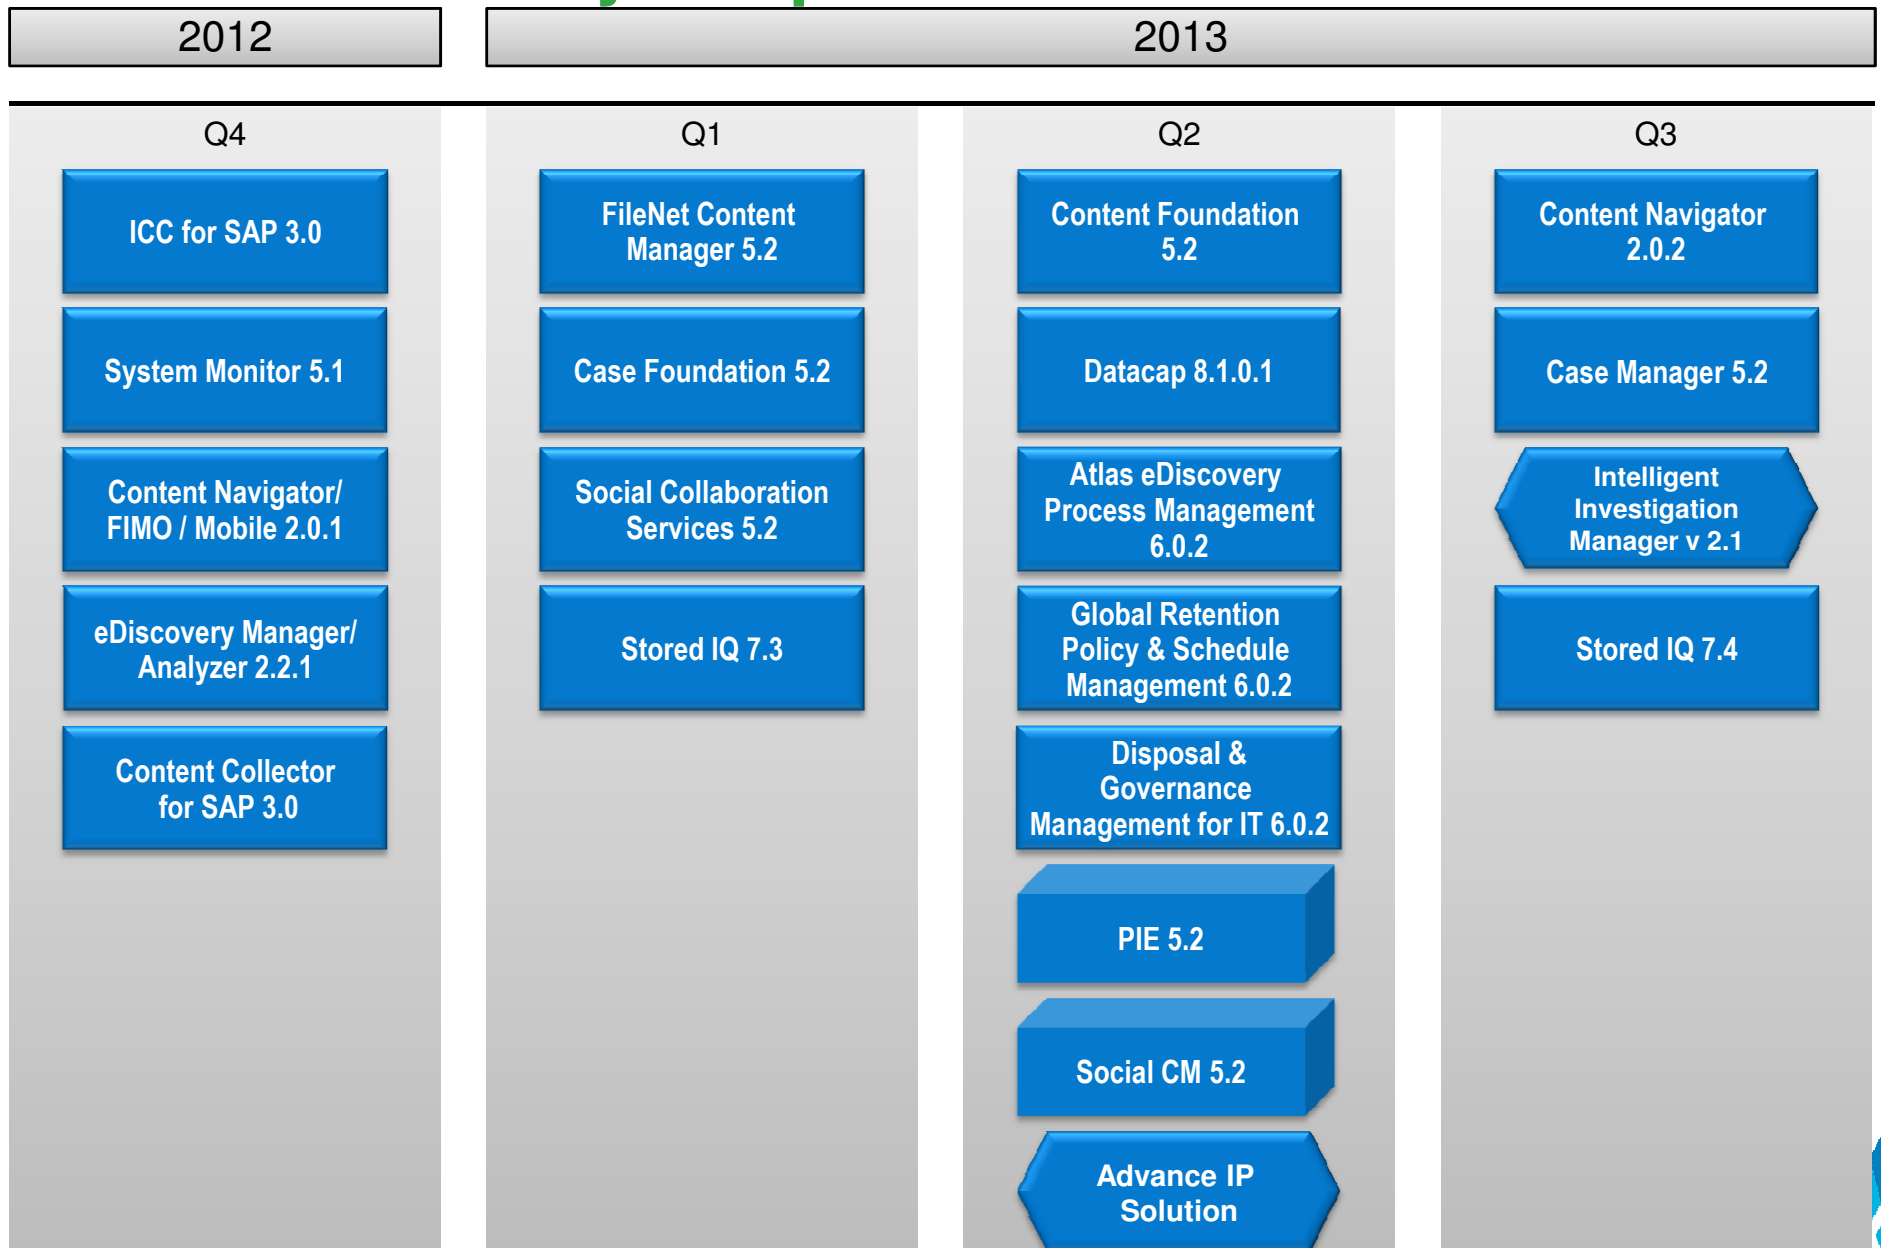 2012
2013
Q4
ICC for SAP 3.0
System Monitor 5.1
Content Navigator/
FIMO / Mobile 2.0.1
eDiscovery Manager/
Analyzer 2.2.1
Content Collector
for SAP 3.0
Q1
FileNet Content
Manager 5.2
Case Foundation 5.2
Social Collaboration
Services 5.2
Stored IQ 7.3
Q2
Content Foundation
5.2
Datacap 8.1.0.1
Atlas eDiscovery
Process Management
6.0.2
Global Retention
Policy & Schedule
Management 6.0.2
Disposal &
Governance
Management for IT 6.0.2
PIE 5.2
Social CM 5.2
Advance IP
Solution
Q3
Content Navigator
2.0.2
Case Manager 5.2
Intelligent
Investigation
Manager v 2.1
Stored IQ 7.4